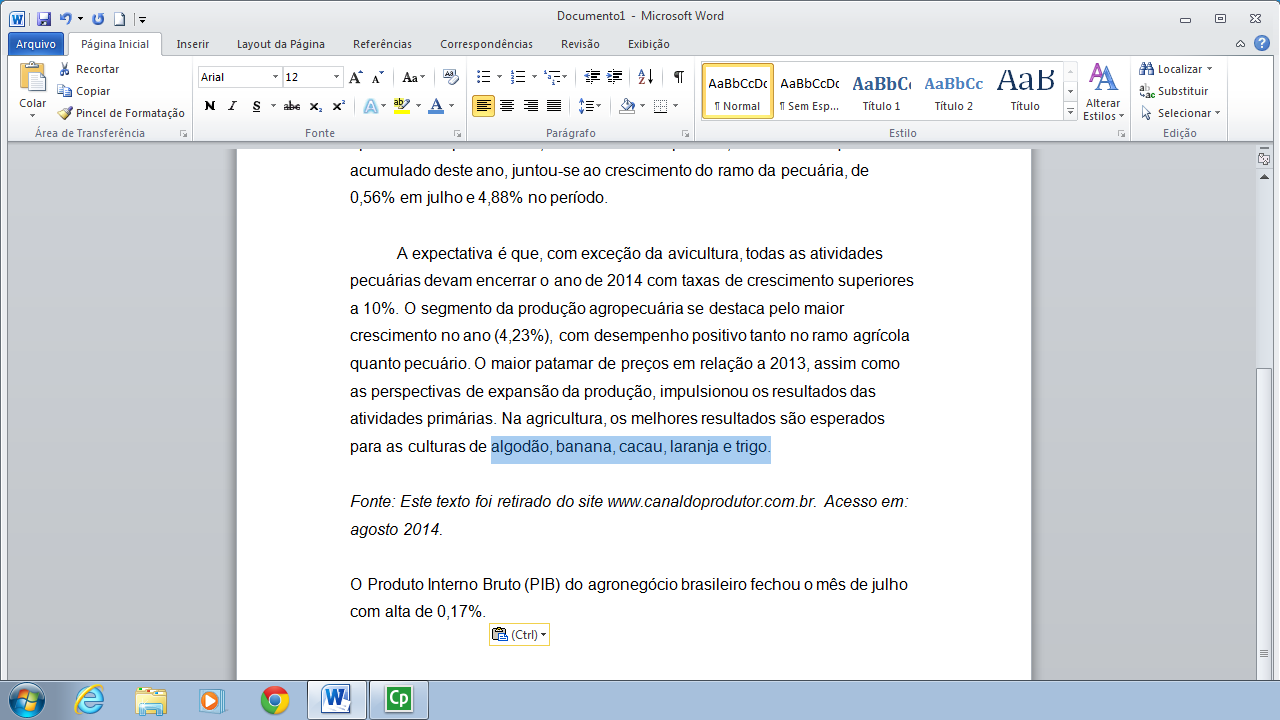 Documento1 - Microsoft Word
Arquivo Página Inicial Inserir Layout da Página Referências Correspondências Revisão Exibição
Colar Recortar Copiar Pincel de Formatação
Arial 12
AaBbCcDc AaBbCcDc AaBbCc AaBbCc AaB
¶ Normal ¶ Sem Esp... Título 1 Título 2 Título
Alterar Estilos
Localizar Substituir Selecionar
Área de Transferência Fonte Parágrafo Estilo Edição
acumulado deste ano, juntou-se ao crescimento do ramo da pecuária, de
0,56% em julho e 4,88% no período.
A expectativa é que, com exceção da avicultura, todas as atividades
pecuárias devam encerrar o ano de 2014 com taxas de crescimento superiores
a 10%. O segmento da produção agropecuária se destaca pelo maior
crescimento no ano (4,23%), com desempenho positivo tanto no ramo agrícola
quanto pecuário. O maior patamar de preços em relação a 2013, assim como
as perspectivas de expansão da produção, impulsionou os resultados das
atividades primárias. Na agricultura, os melhores resultados são esperados
para as culturas de algodão, banana, cacau, laranja e trigo.
Fonte: Este texto foi retirado do site www.canaldoprodutor.com.br. Acesso em:
agosto 2014.
O Produto Interno Bruto (PIB) do agronegócio brasileiro fechou o mês de julho
com alta de 0,17%.
(Ctrl)